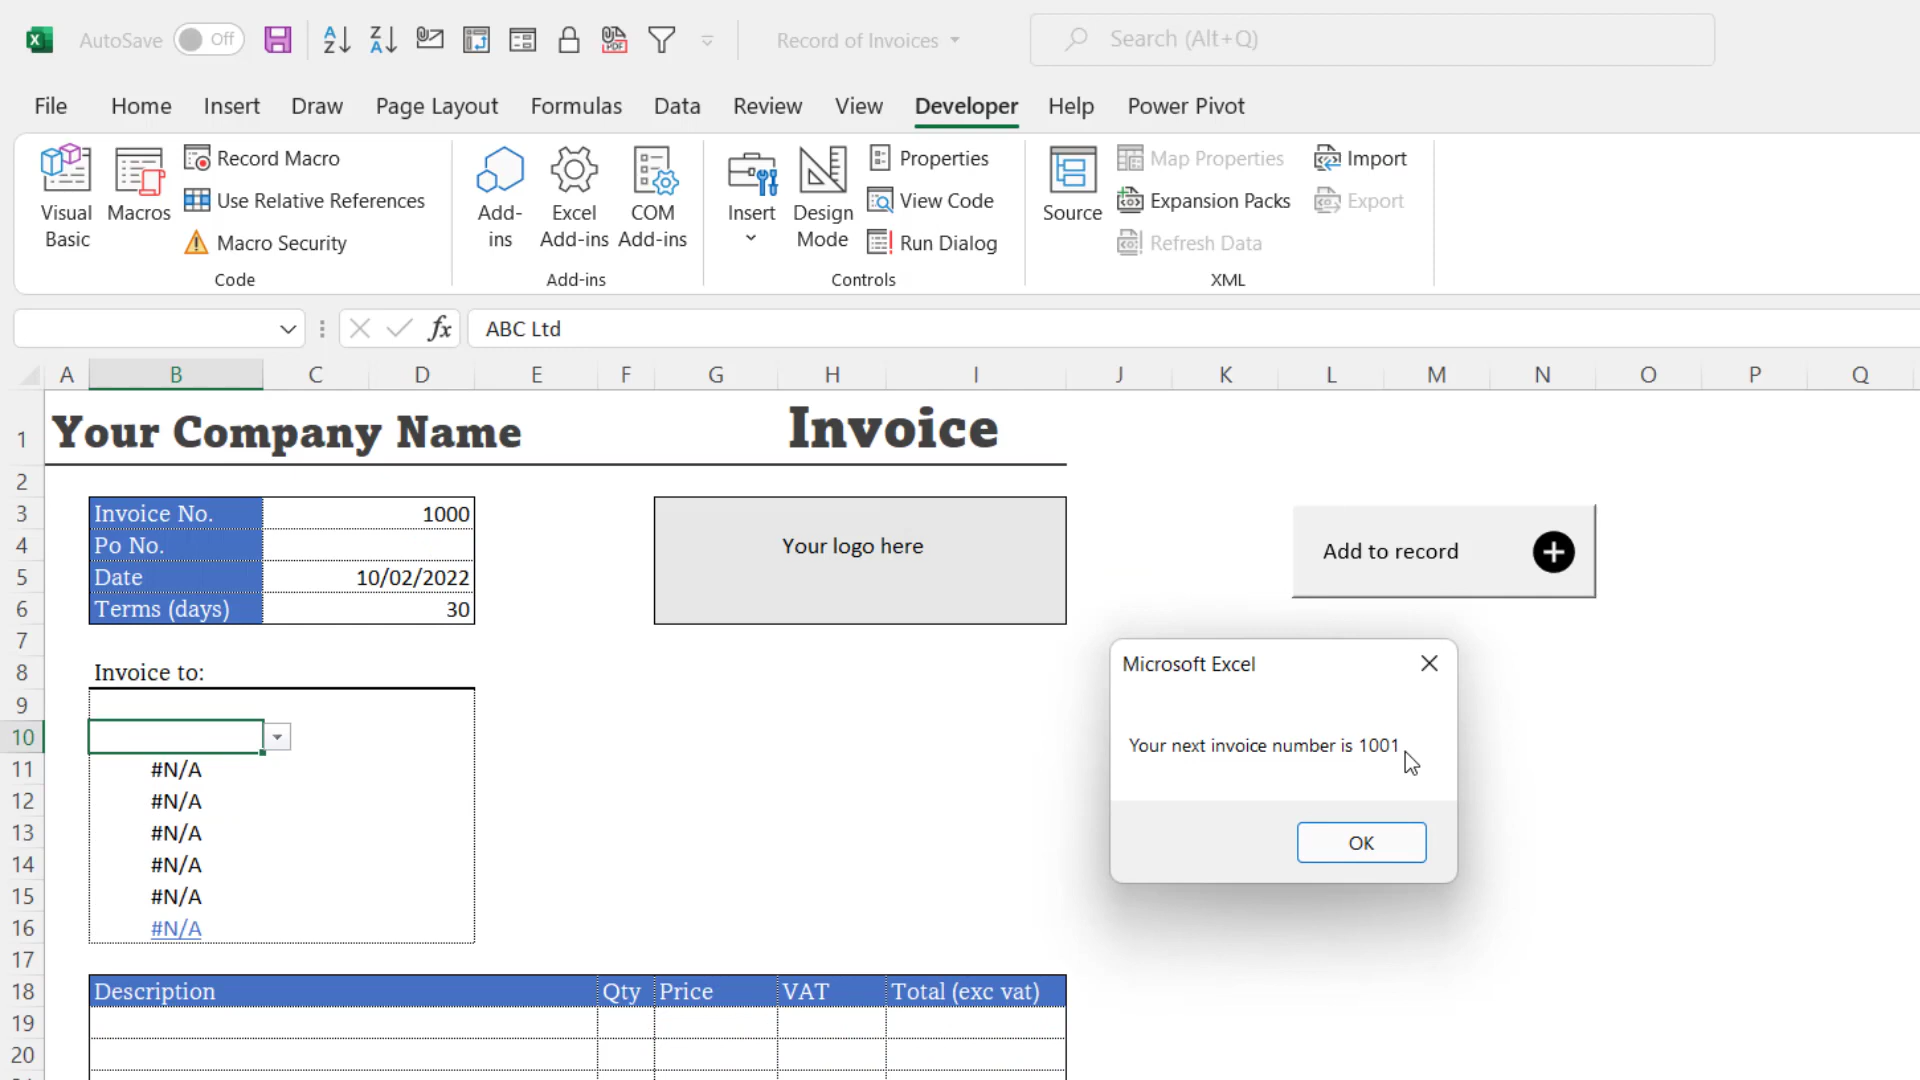 AutoSave Off Record of Invoices Search (Alt+Q)
File Home Insert Draw Page Layout Formulas Data Review View Developer Help Power Pivot
Visual Basic
Macros
Record Macro
Use Relative References
Macro Security
Code
Add-ins
Excel Add-ins
COM Add-ins
Add-ins
Insert
Design Mode
Properties
View Code
Run Dialog
Controls
Source
Map Properties
Expansion Packs
Refresh Data
Import
Export
XML
fx ABC Ltd
A B C D E F G H I J K L M N O P Q
1 Your Company Name Invoice
2
3 Invoice No. 1000
4 Po No. Your logo here
5 Date 10/02/2022
6 Terms (days) 30
Add to record
7
8 Invoice to:
9
10
11 #N/A
12 #N/A
13 #N/A
14 #N/A
15 #N/A
16 #N/A
17
18 Description Qty Price VAT Total (exc vat)
19
20
Microsoft Excel
Your next invoice number is 1001
OK